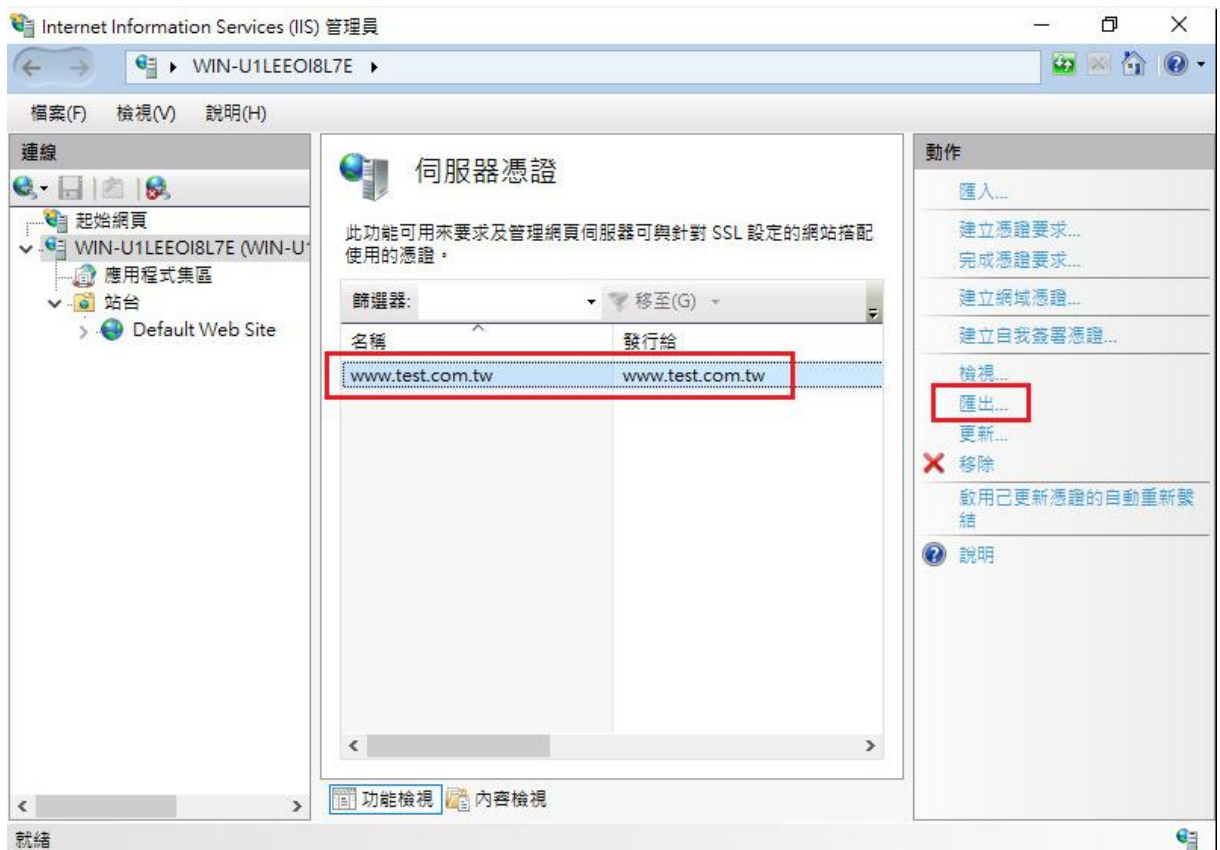 Internet Information Services (IIS) 管理員
WIN-U1LEEOI8L7E
檔案(F) 檢視(V) 說明(H)
連線
起始網頁
WIN-U1LEEOI8L7E (WIN-U1
應用程式集區
站台
Default Web Site
伺服器憑證
此功能可用來要求及管理網頁伺服器可與針對 SSL 設定的網站搭配
使用的憑證。
篩選器: 移至(G)
名稱 發行給
www.test.com.tw www.test.com.tw
功能檢視 內容檢視
動作
匯入...
建立憑證要求...
完成憑證要求...
建立網域憑證...
建立自我簽署憑證...
檢視...
匯出...
更新...
移除
啟用已更新憑證的自動重新繫
結
說明
就緒